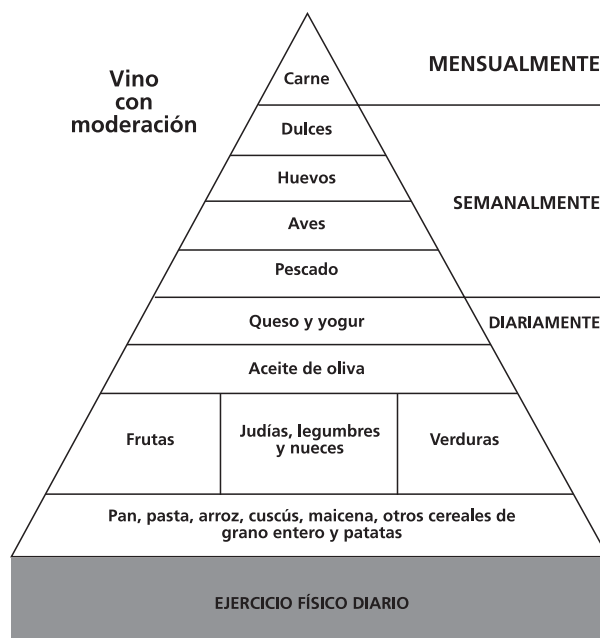 Vino
con
moderación
Carne
MENSUALMENTE
Dulces
Huevos
Aves
Pescado
SEMANALMENTE
Queso y yogur
DIARIAMENTE
Aceite de oliva
Frutas
Judías, legumbres
y nueces
Verduras
Pan, pasta, arroz, cuscús, maicena, otros cereales de
grano entero y patatas
EJERCICIO FÍSICO DIARIO